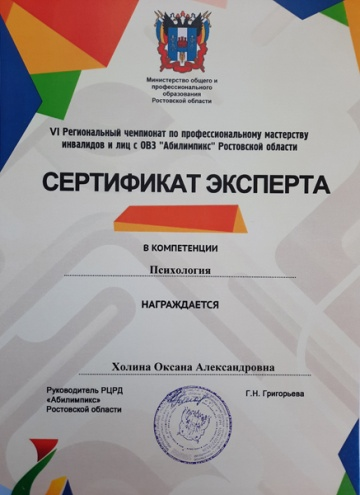 Министерство общего и
профессионального
образования
Ростовской области
VI Региональный чемпионат по профессиональному мастерству
инвалидов и лиц с ОВЗ "Абилимпикс" Ростовской области
СЕРТИФИКАТ ЭКСПЕРТА
В КОМПЕТЕНЦИИ
Психология
НАГРАЖДАЕТСЯ
Холина Оксана Александровна
Руководитель РЦРД
«Абилимпикс»
Ростовской области
Г.Н. Григорьева